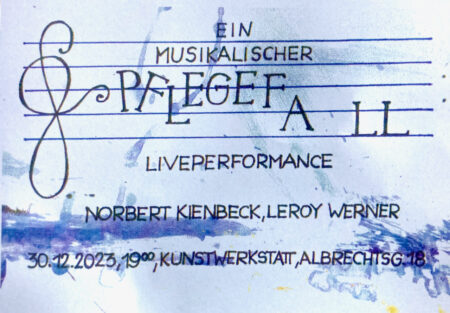 EIN
MUSIKALISCHER
PFLEGEFALL
LIVEPERFORMANCE
NORBERT KIENBECK, LEROY WERNER
30.12.2023, 19⁰⁰, KUNSTWERKSTATT, ALBRECHTSG. 18